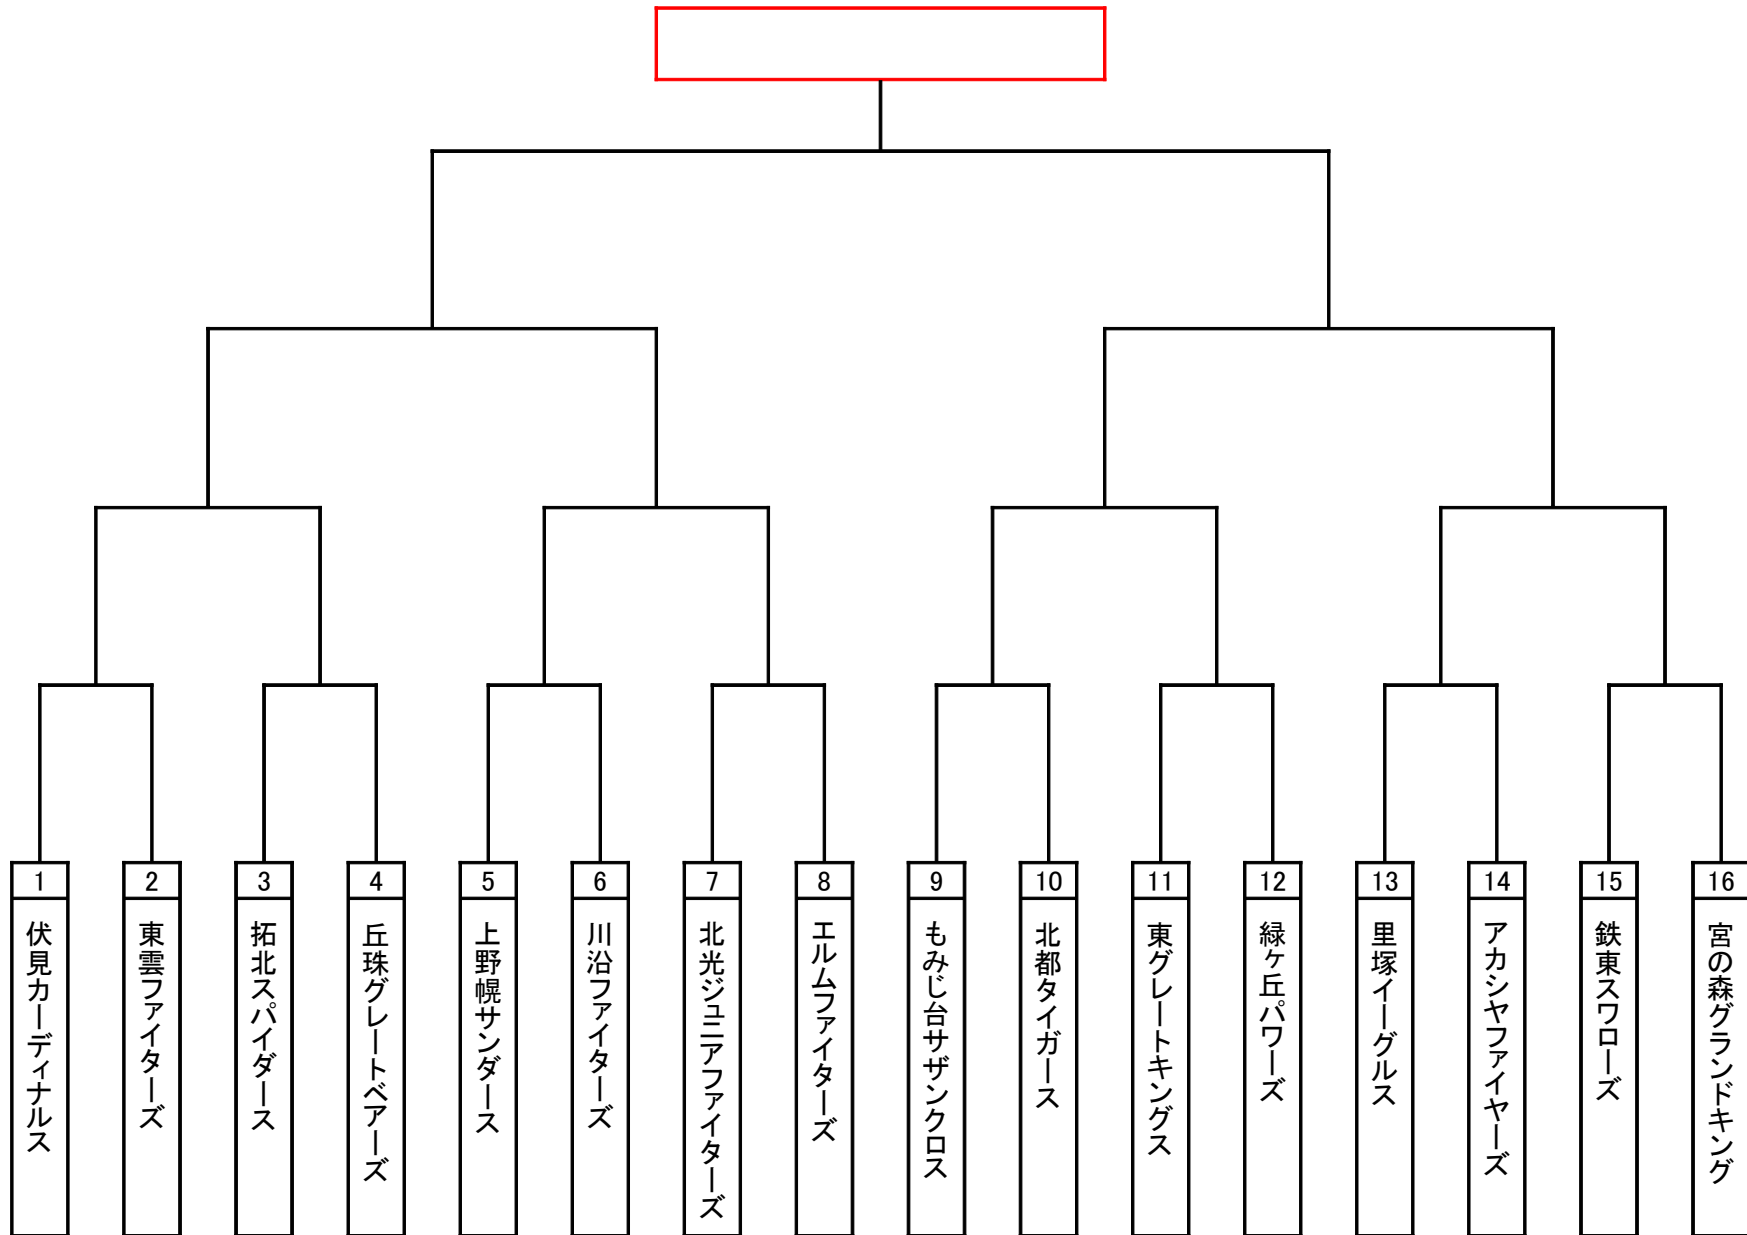 1
伏見カーディナルス
2
東雲ファイターズ
3
拓北スパイダース
4
丘珠グレートベアーズ
5
上野幌サンダース
6
川沿ファイターズ
7
北光ジュニアファイターズ
8
エルムファイターズ
9
もみじ台サザンクロス
10
北都タイガース
11
東グレートキングス
12
緑ヶ丘パワーズ
13
里塚イーグルス
14
アカシヤファイヤーズ
15
鉄東スワローズ
16
宮の森グランドキング